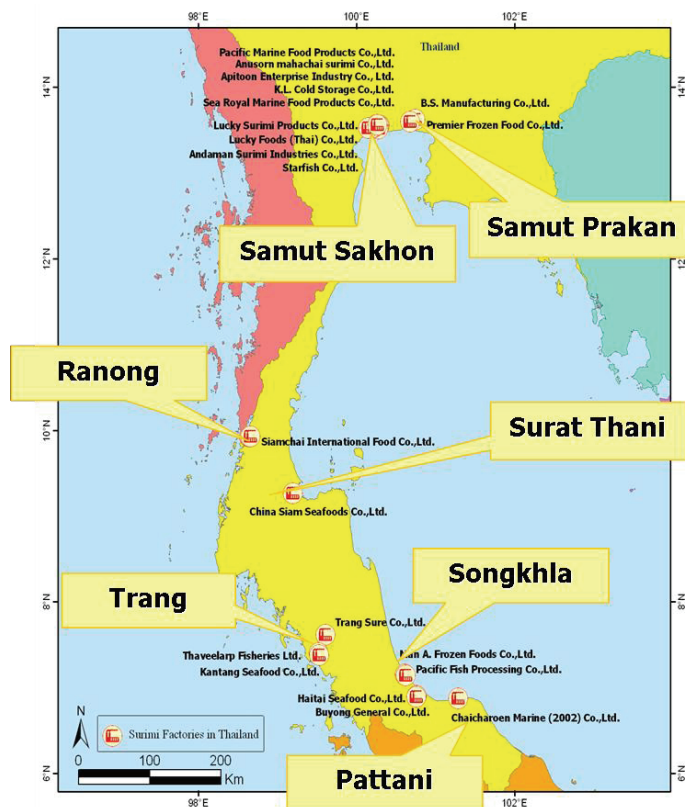 98°E
100°E
102°E
Thailand
14°N
14°N
Pacific Marine Food Products Co.,Ltd.
Anusorn mahachai surimi Co.,Ltd.
Apitoon Enterprise Industry Co., Ltd.
K.L. Cold Storage Co.,Ltd.
Sea Royal Marine Food Products Co.,Ltd.
B.S. Manufacturing Co.,Ltd.
Lucky Surimi Products Co.,Ltd.
Premier Frozen Food Co.,Ltd.
Lucky Foods (Thai) Co.,Ltd.
Andaman Surimi Industries Co.,Ltd.
Starfish Co.,Ltd.
Samut Prakan
Samut Sakhon
12°N
12°N
Ranong
Surat Thani
10°N
10°N
Siamchai International Food Co.,Ltd.
China Siam Seafoods Co.,Ltd.
Songkhla
Trang
8°N
8°N
Trang Sure Co.,Ltd.
Thaveelarp Fisheries Ltd.
A. Frozen Foods Co.,Ltd.
Kantang Seafood Co.,Ltd.
Pacific Fish Processing Co.,Ltd.
Haitai Seafood Co.,Ltd.
Buyong General Co.,Ltd.
Chaicharoen Marine (2002) Co.,Ltd.
N
Surimi Factories in Thailand
Pattani
0 100 200
Km
6°N
6°N
98°E
100°E
102°E